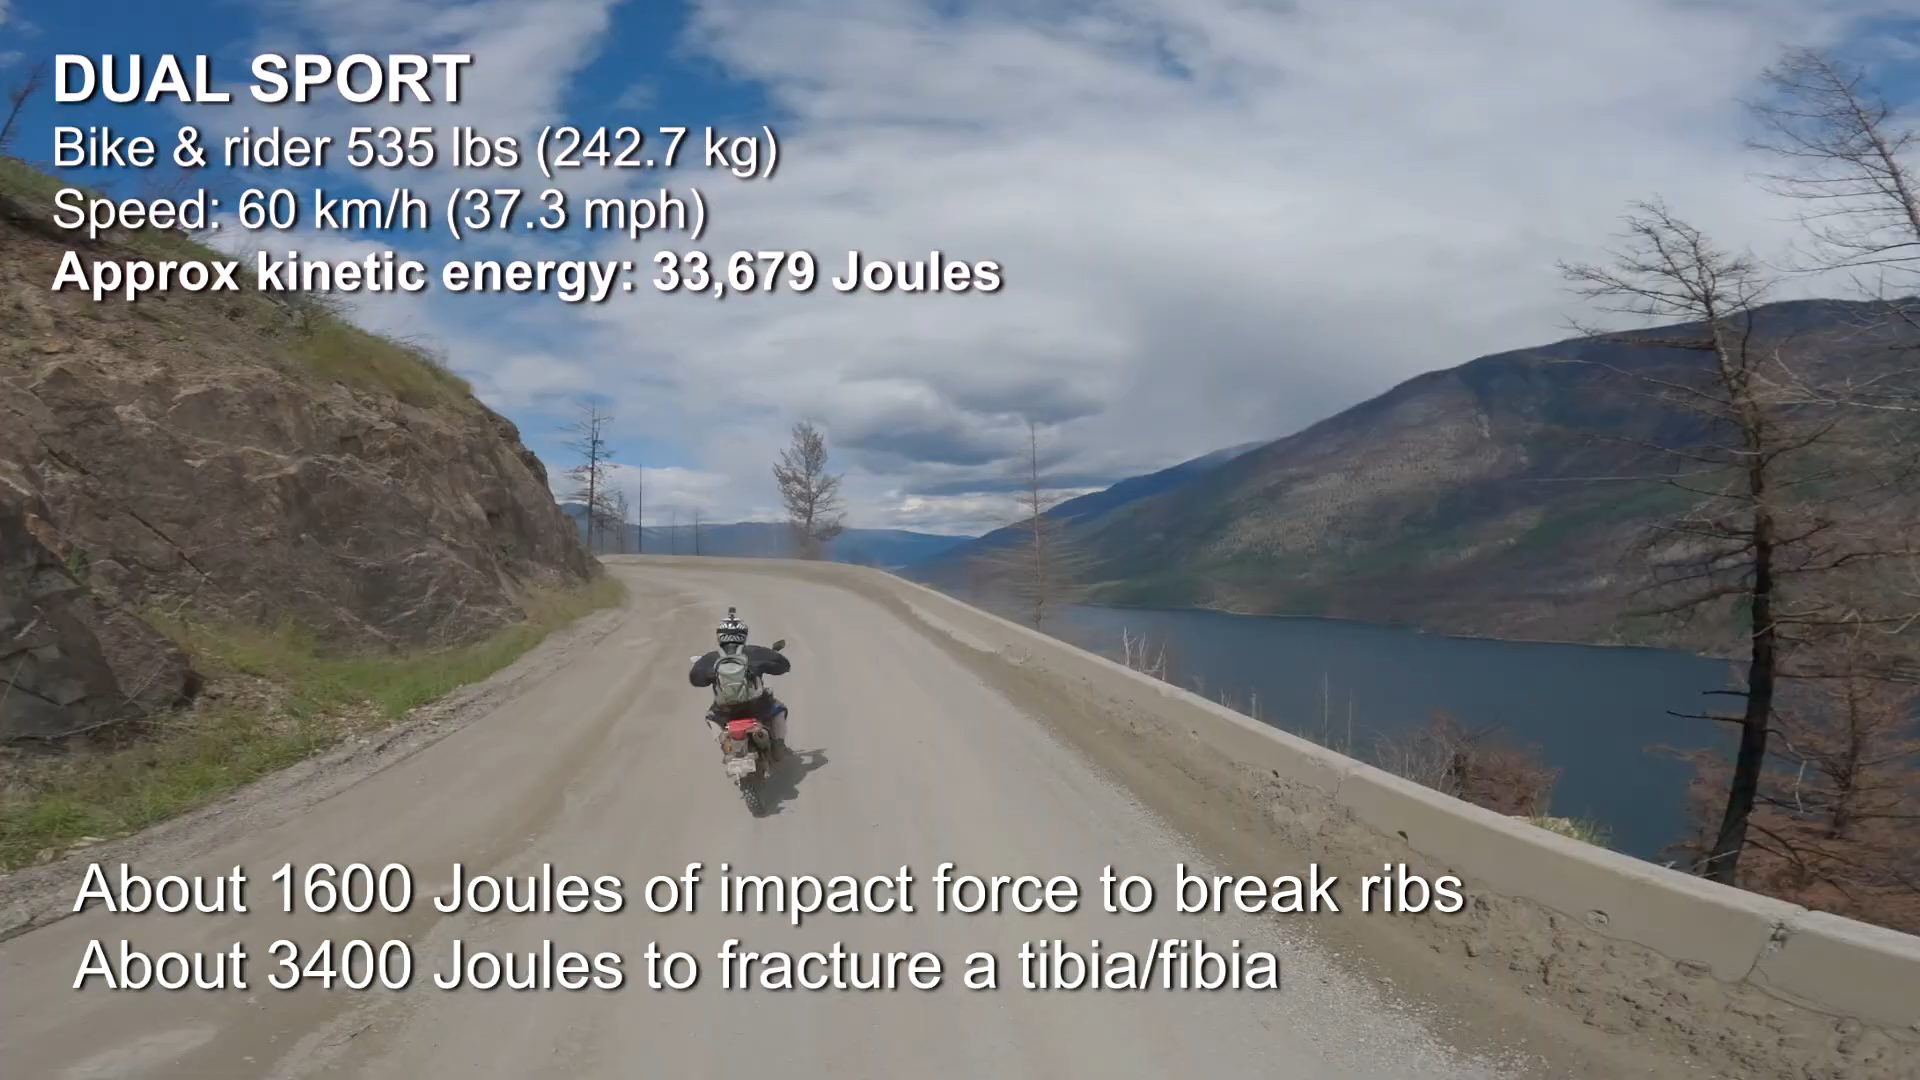 DUAL SPORT
Bike & rider 535 lbs (242.7 kg)
Speed: 60 km/h (37.3 mph)
Approx kinetic energy: 33,679 Joules
About 1600 Joules of impact force to break ribs
About 3400 Joules to fracture a tibia/fibia